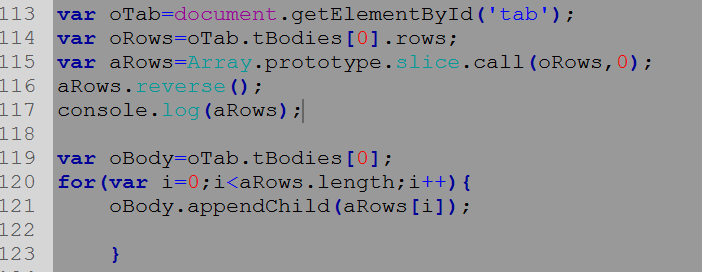 113 var oTab=document.getElementById('tab');
114 var oRows=oTab.tBodies[0].rows;
115 var aRows=Array.prototype.slice.call(oRows,0);
116 aRows.reverse();
117 console.log(aRows);
118
119 var oBody=oTab.tBodies[0];
120 for(var i=0;i<aRows.length;i++){
121     oBody.appendChild(aRows[i]);
122
123     }